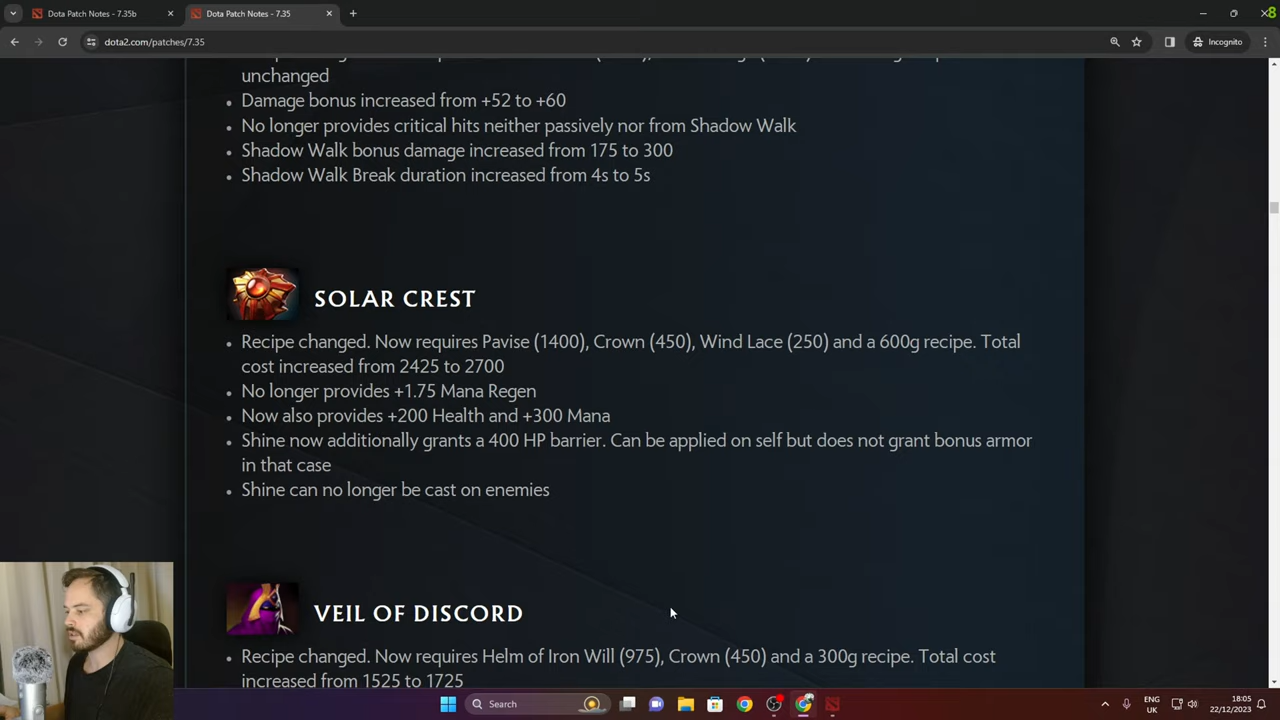 Dota Patch Notes - 7.35b
Dota Patch Notes - 7.35
8
dota2.com/patches/7.35
Incognito
unchanged
Damage bonus increased from +52 to +60
No longer provides critical hits neither passively nor from Shadow Walk
Shadow Walk bonus damage increased from 175 to 300
Shadow Walk Break duration increased from 4s to 5s
SOLAR CREST
Recipe changed. Now requires Pavise (1400), Crown (450), Wind Lace (250) and a 600g recipe. Total
cost increased from 2425 to 2700
No longer provides +1.75 Mana Regen
Now also provides +200 Health and +300 Mana
Shine now additionally grants a 400 HP barrier. Can be applied on self but does not grant bonus armor
in that case
Shine can no longer be cast on enemies
VEIL OF DISCORD
Recipe changed. Now requires Helm of Iron Will (975), Crown (450) and a 300g recipe. Total cost
increased from 1525 to 1725
Search
ENG
UK
18:05
22/12/2023